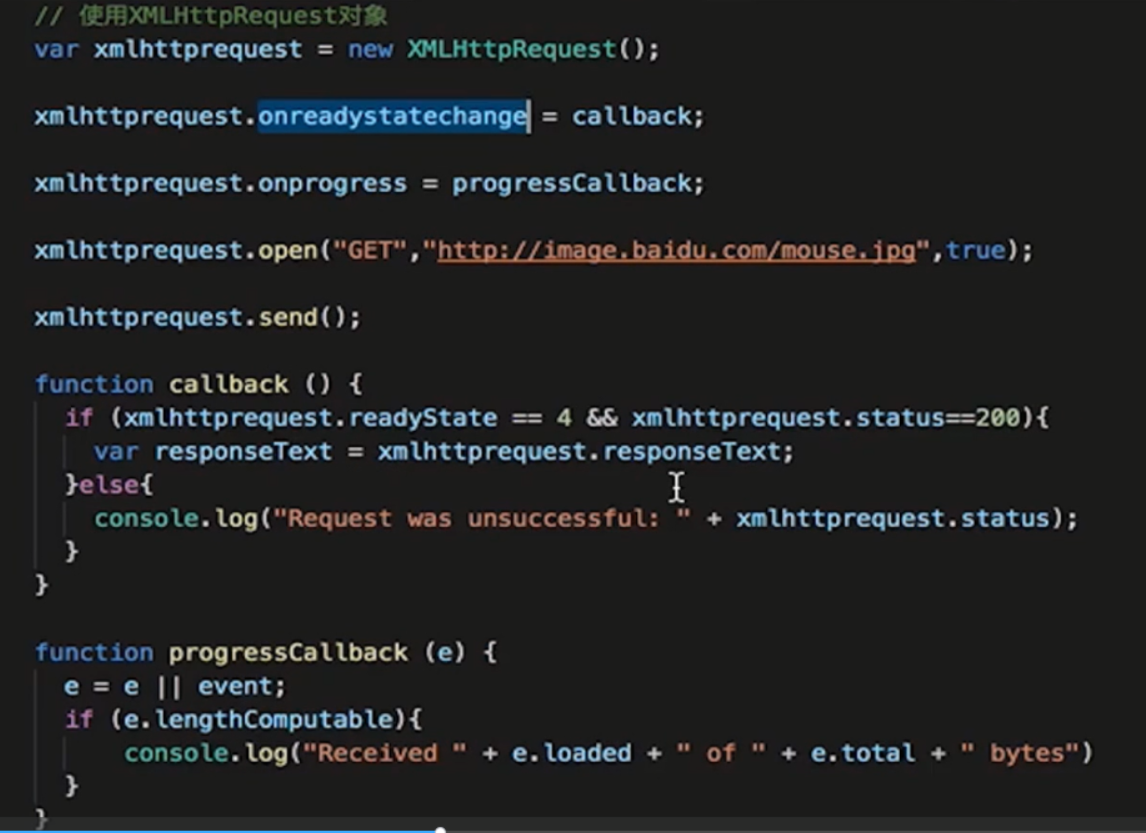 // 使用XMLHttpRequest对象
var xmlhttprequest = new XMLHttpRequest();
xmlhttprequest.onreadystatechange = callback;
xmlhttprequest.onprogress = progressCallback;
xmlhttprequest.open("GET","http://image.baidu.com/mouse.jpg",true);
xmlhttprequest.send();
function callback () {
if (xmlhttprequest.readyState == 4 && xmlhttprequest.status==200){
var responseText = xmlhttprequest.responseText;
}else{
console.log("Request was unsuccessful: " + xmlhttprequest.status);
}
}
function progressCallback (e) {
e = e || event;
if (e.lengthComputable){
console.log("Received " + e.loaded + " of " + e.total + " bytes")
}
}